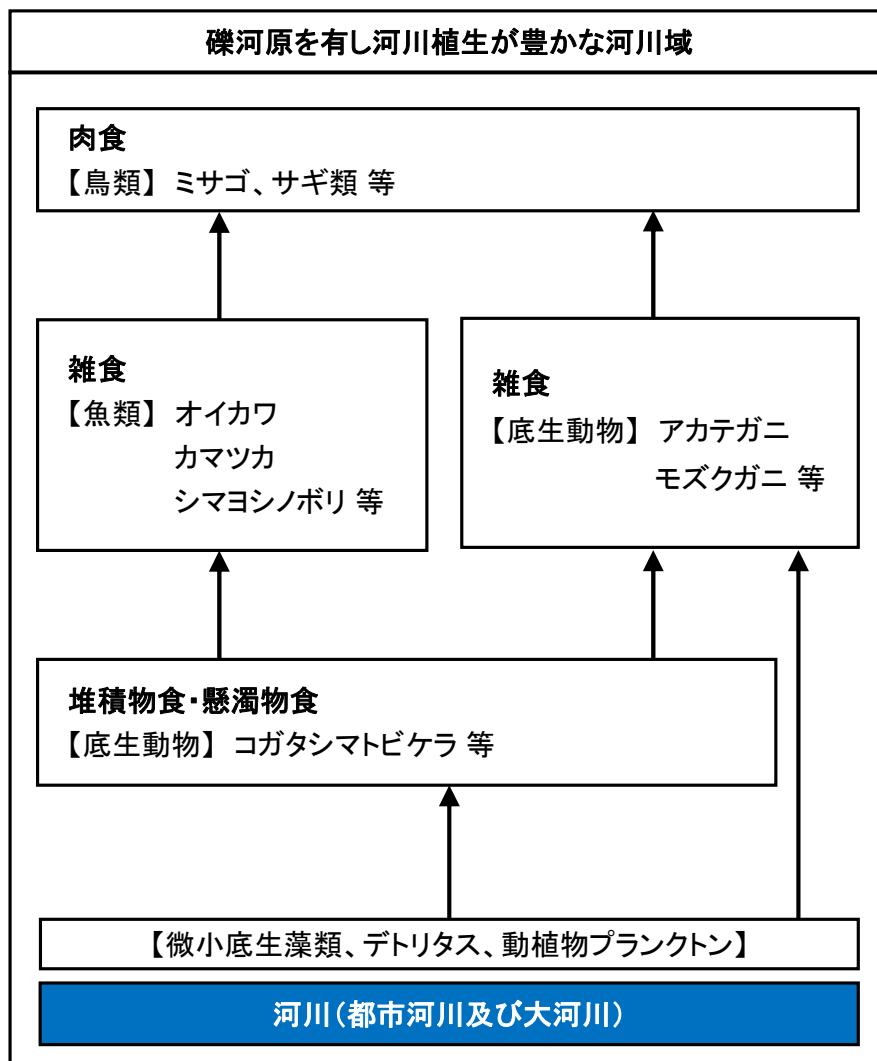 礫河原を有し河川植生が豊かな河川域
肉食
【鳥類】 ミサゴ、サギ類 等
雑食
【魚類】 オイカワ
カマツカ
シマヨシノボリ 等
雑食
【底生動物】 アカテガニ
モズクガニ 等
堆積物食・懸濁物食
【底生動物】 コガタシマトビケラ 等
【微小底生藻類、デトリタス、動植物プランクトン】
河川（都市河川及び大河川）